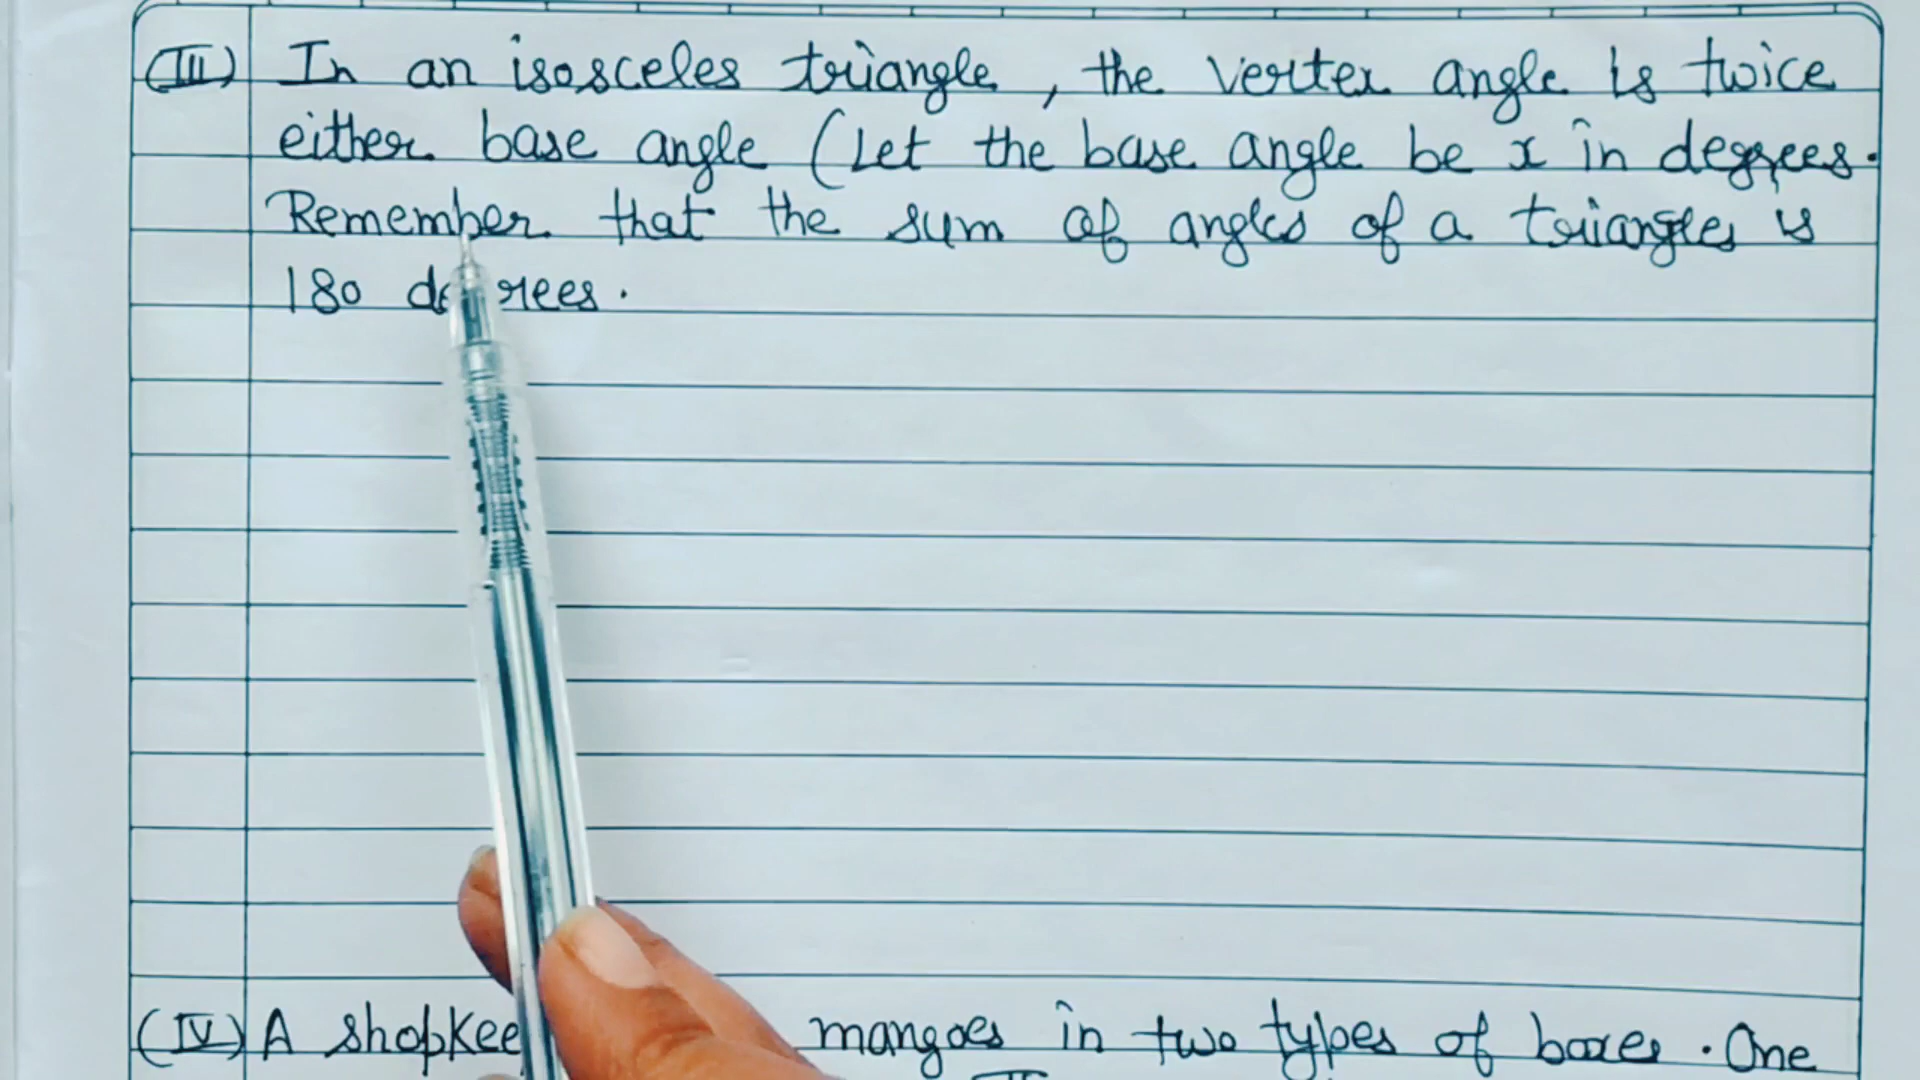 (III) In an isosceles triangle, the vertex angle is twice
either base angle (Let the base angle be x in degrees.
Remember that the sum of angles of a triangles is
180 degrees.
(IV) A mangoes in two types of boxes. One